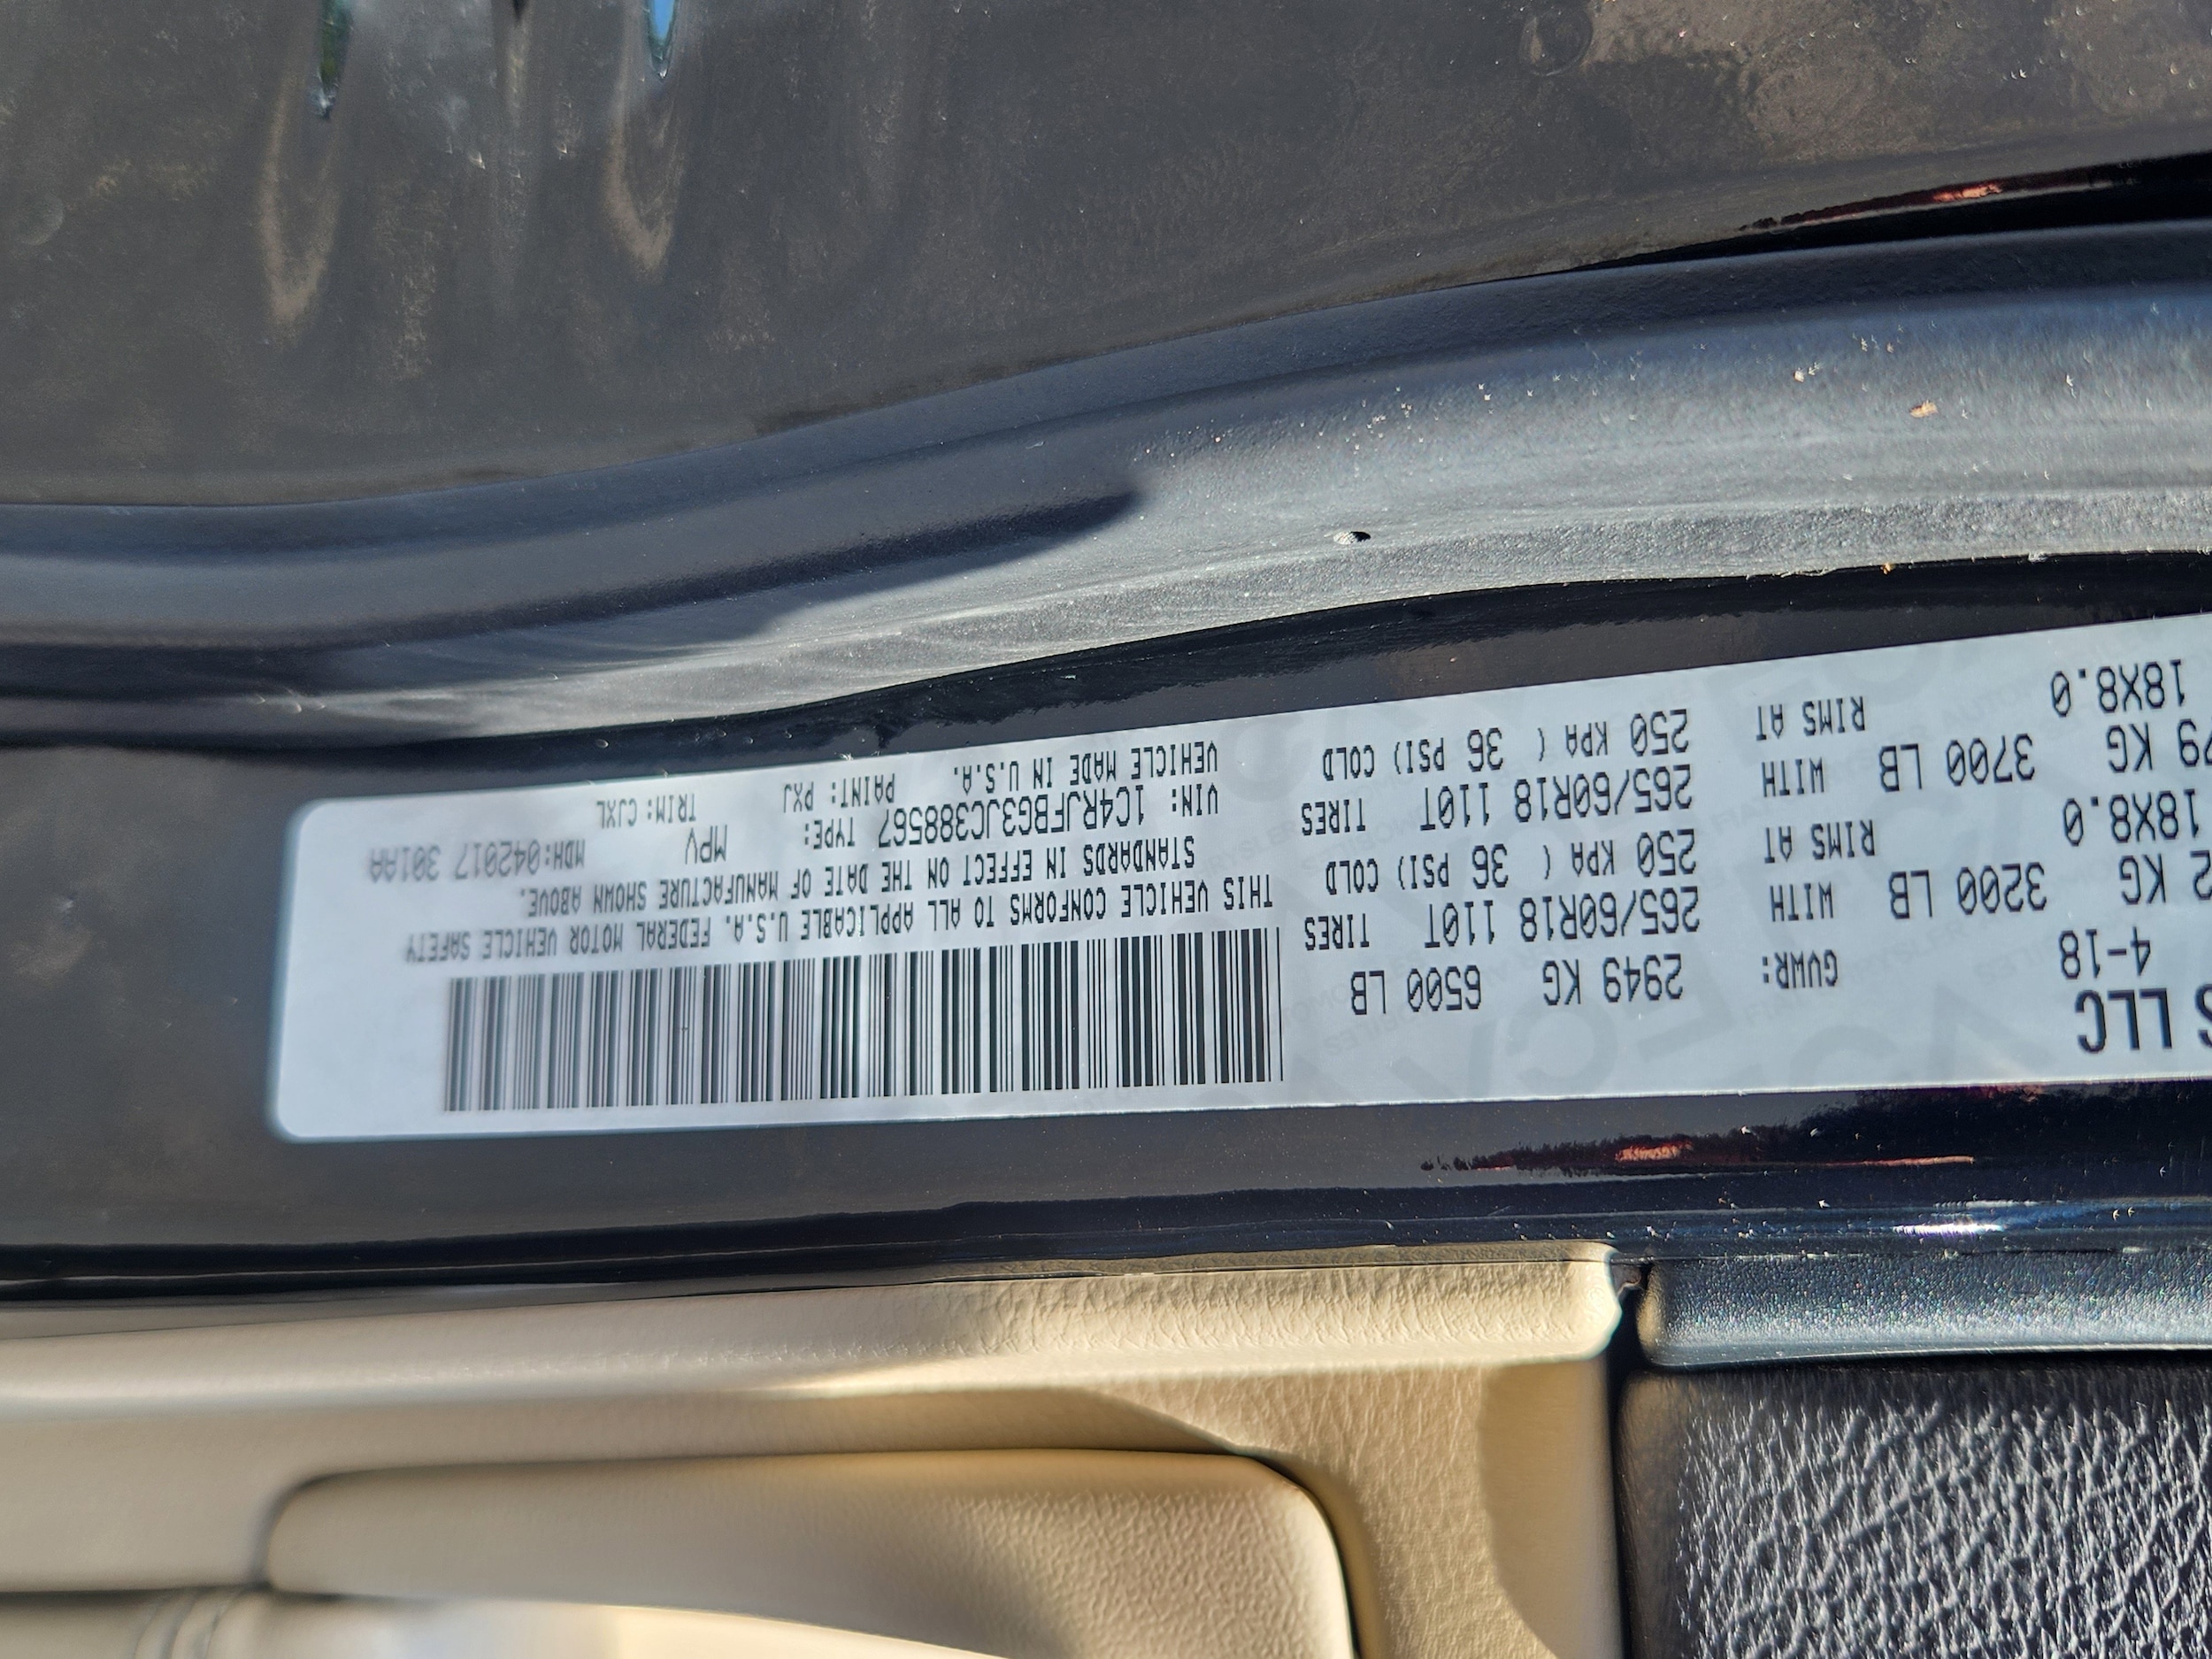 LLC
4-18 GVWR: 2949 KG 6500 LB
KG 3200 LB WITH 265/60R18 110T TIRES
18X8.0 RIMS AT 250 KPA ( 36 PSI) COLD
KG 3700 LB WITH 265/60R18 110T TIRES
18X8.0 RIMS AT 250 KPA ( 36 PSI) COLD
THIS VEHICLE CONFORMS TO ALL APPLICABLE U.S.A. FEDERAL MOTOR VEHICLE SAFETY
STANDARDS IN EFFECT ON THE DATE OF MANUFACTURE SHOWN ABOVE.
VIN: 1C4RJFBG3JC388567 TYPE: MPV MDH:042017 301AA
VEHICLE MADE IN U.S.A. PAINT: PXJ TRIM: CJXL